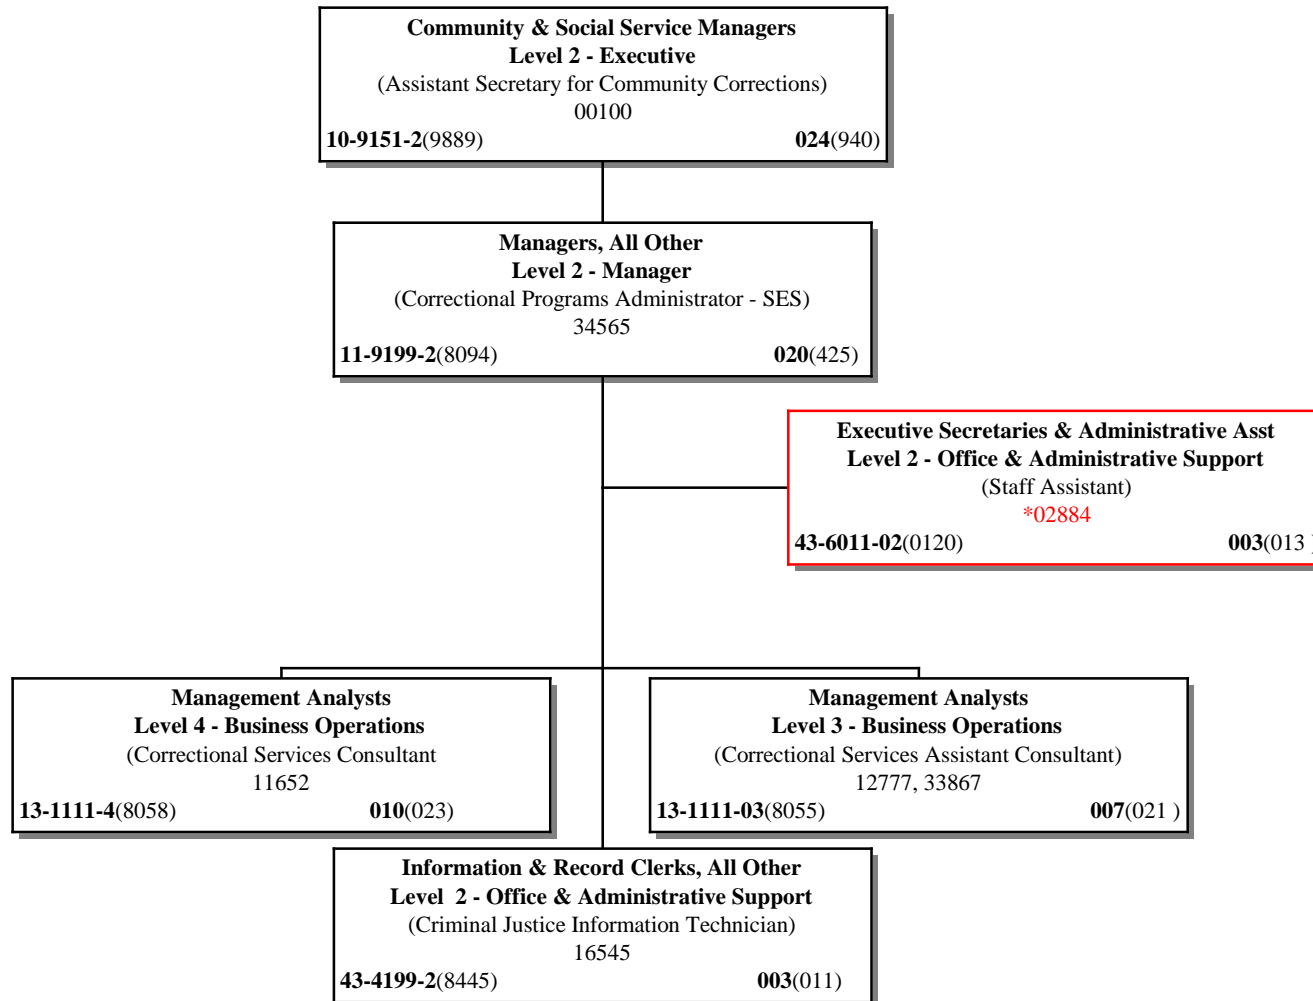 Community & Social Service Managers
Level 2 - Executive
(Assistant Secretary for Community Corrections)
00100
10-9151-2(9889) 024(940)
Managers, All Other
Level 2 - Manager
(Correctional Programs Administrator - SES)
34565
11-9199-2(8094) 020(425)
Executive Secretaries & Administrative Asst
Level 2 - Office & Administrative Support
(Staff Assistant)
*02884
43-6011-02(0120) 003(013 )
Management Analysts
Level 4 - Business Operations
(Correctional Services Consultant
11652
13-1111-4(8058) 010(023)
Management Analysts
Level 3 - Business Operations
(Correctional Services Assistant Consultant)
12777, 33867
13-1111-03(8055) 007(021 )
Information & Record Clerks, All Other
Level  2 - Office & Administrative Support
(Criminal Justice Information Technician)
16545
43-4199-2(8445) 003(011)